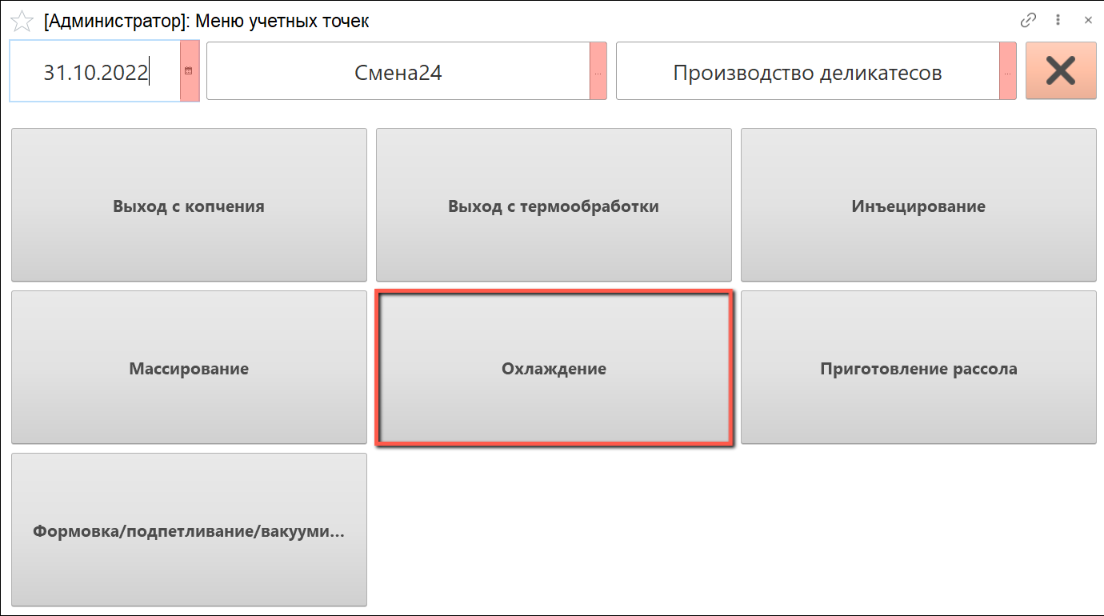 [Администратор]: Меню учетных точек
31.10.2022
Смена24
...
Производство деликатесов
...
Выход с копчения
Выход с термообработки
Инъецирование
Массирование
Охлаждение
Приготовление рассола
Формовка/подпетливание/вакууми...